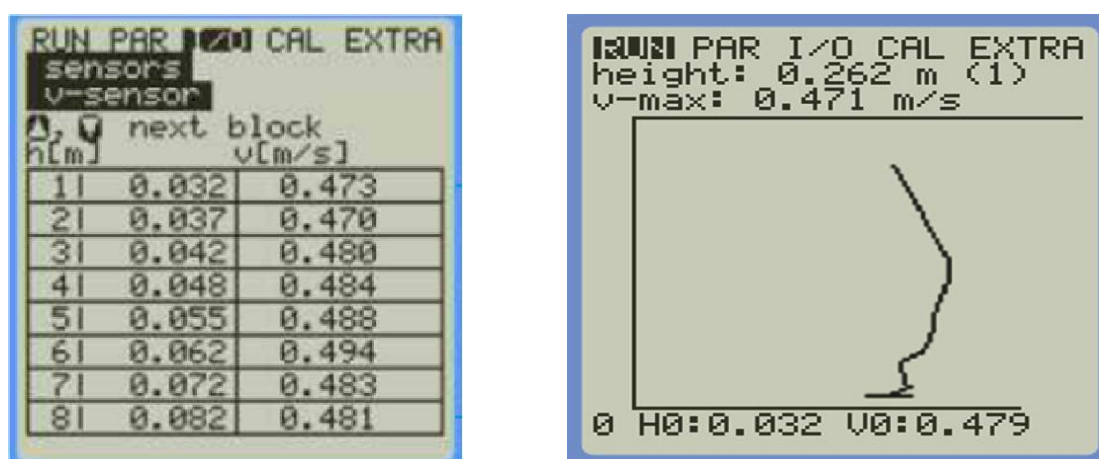 RUN PAR I/O CAL EXTRA
sensors
v-sensor
next block
h[m] v[m/s]
1| 0.032 0.473
2| 0.037 0.470
3| 0.042 0.480
4| 0.048 0.484
5| 0.055 0.488
6| 0.062 0.494
7| 0.072 0.483
8| 0.082 0.481
RUN PAR I/O CAL EXTRA
height: 0.262 m (1)
v-max: 0.471 m/s
0 H0:0.032 V0:0.479